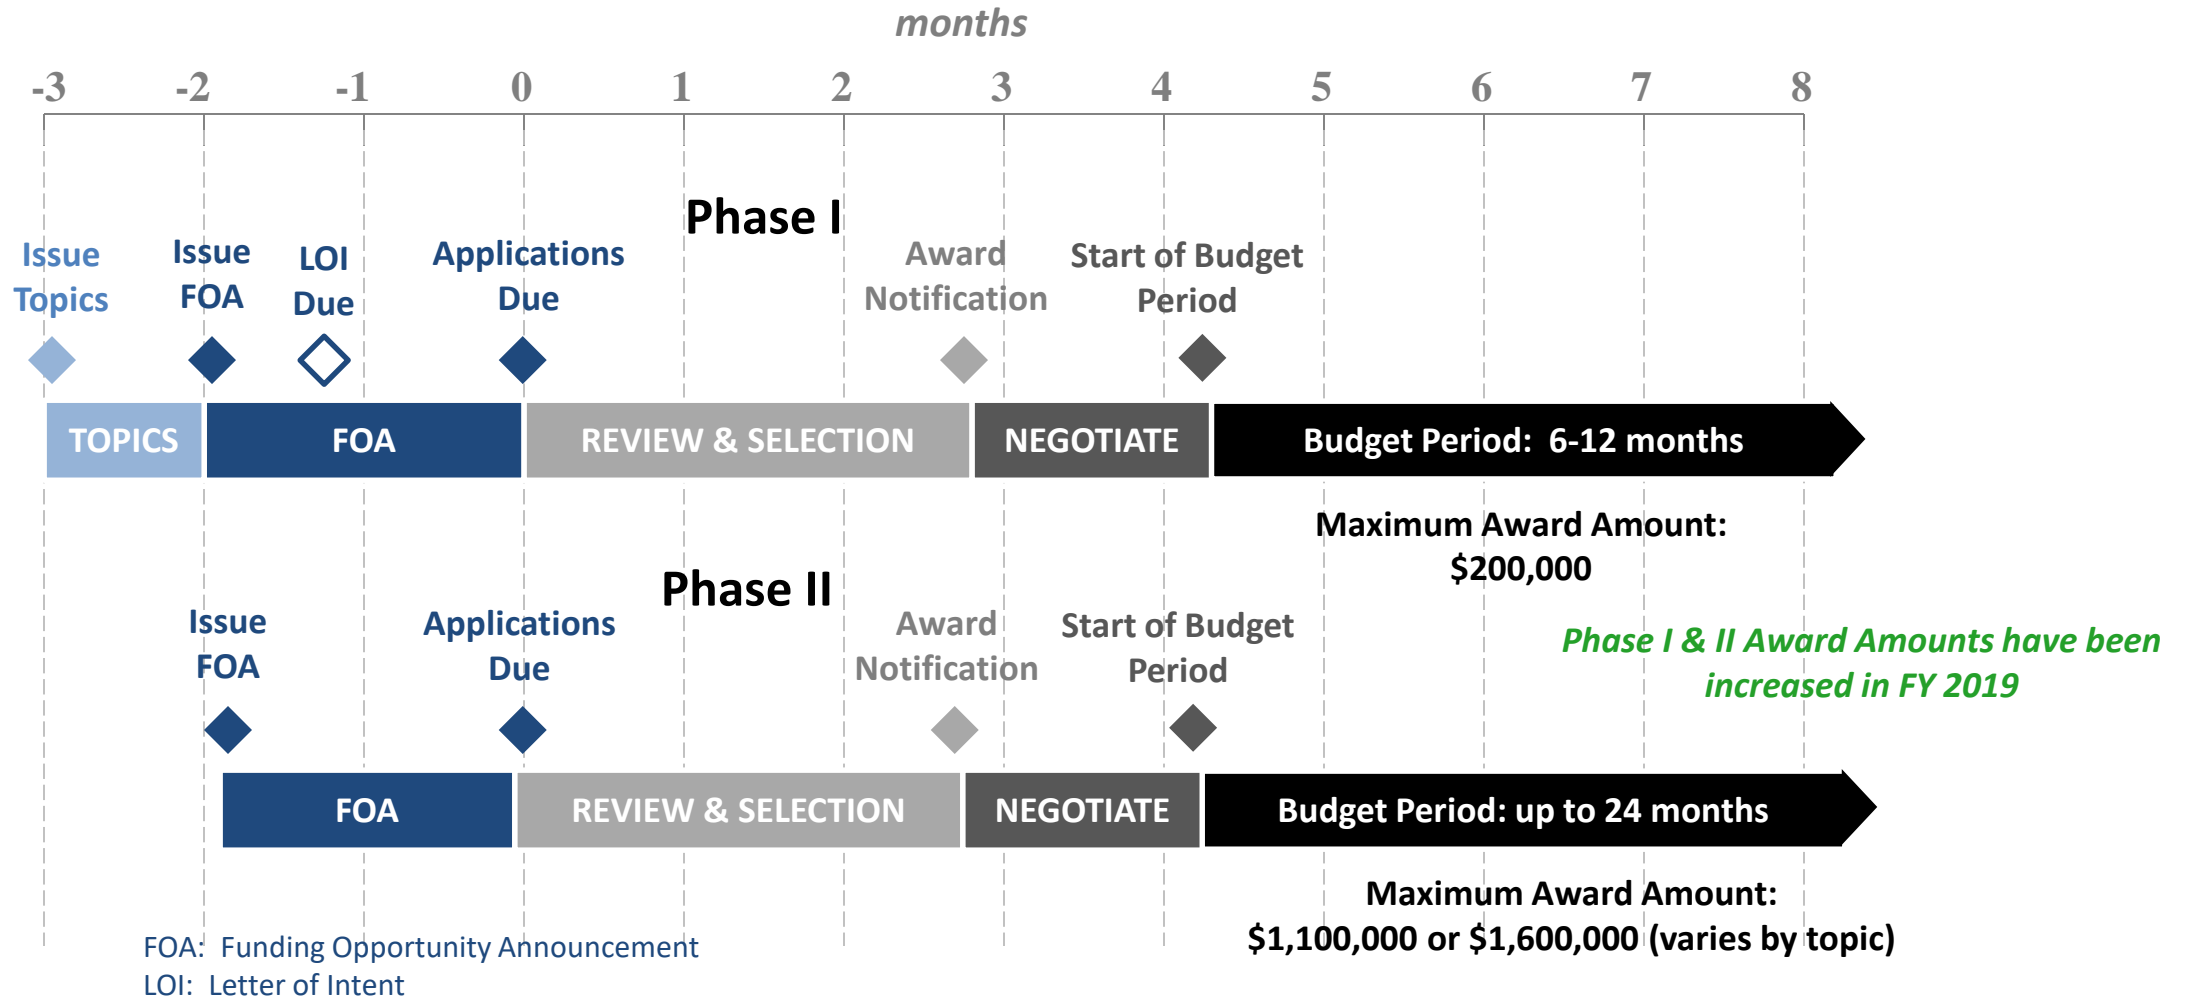 months
-3 -2 -1 0 1 2 3 4 5 6 7 8
Phase I
Issue
Topics
Issue
FOA
LOI
Due
Applications
Due
Award
Notification
Start of Budget
Period
TOPICS
FOA
REVIEW & SELECTION
NEGOTIATE
Budget Period:  6-12 months
Maximum Award Amount:
$200,000
Phase II
Issue
FOA
Applications
Due
Award
Notification
Start of Budget
Period
Phase I & II Award Amounts have been
increased in FY 2019
FOA
REVIEW & SELECTION
NEGOTIATE
Budget Period: up to 24 months
Maximum Award Amount:
$1,100,000 or $1,600,000 (varies by topic)
FOA:  Funding Opportunity Announcement
LOI:  Letter of Intent